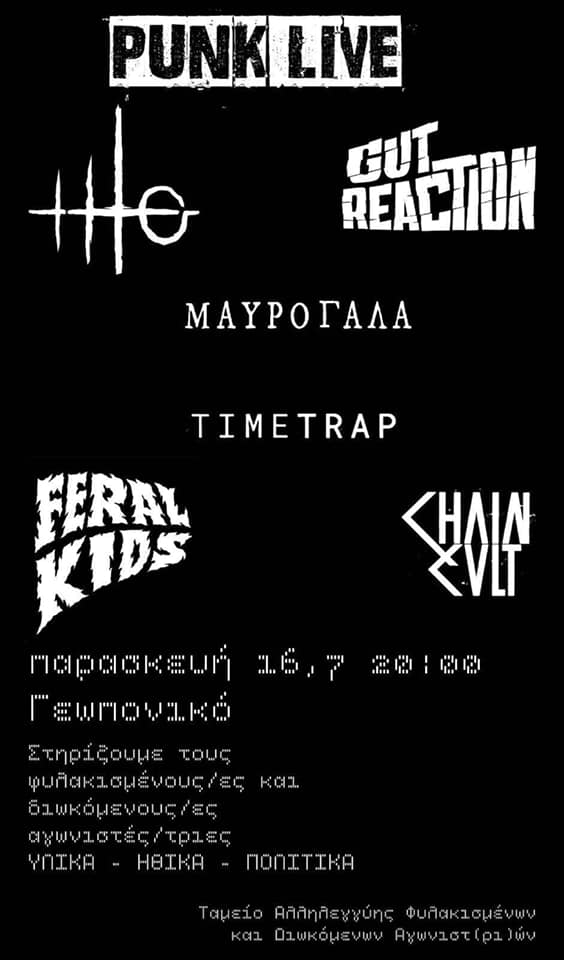 PUNK LIVE
GUT
REACTION
ΜΑΥΡΟΓΑΛΑ
TIMETRAP
FERAL
KIDS
CHAIN
CULT
παρασκευή 16,7 20:00
Γεωπονικό
Στηρίζουμε τους
φυλακισμένους/ες και
διωκόμενους/ες
αγωνιστές/τριες
ΥΛΙΚΑ - ΗΘΙΚΑ - ΠΟΛΙΤΙΚΑ
Ταμείο Αλληλεγγύης Φυλακισμένων
και Διωκόμενων Αγωνιστ(ρι)ών